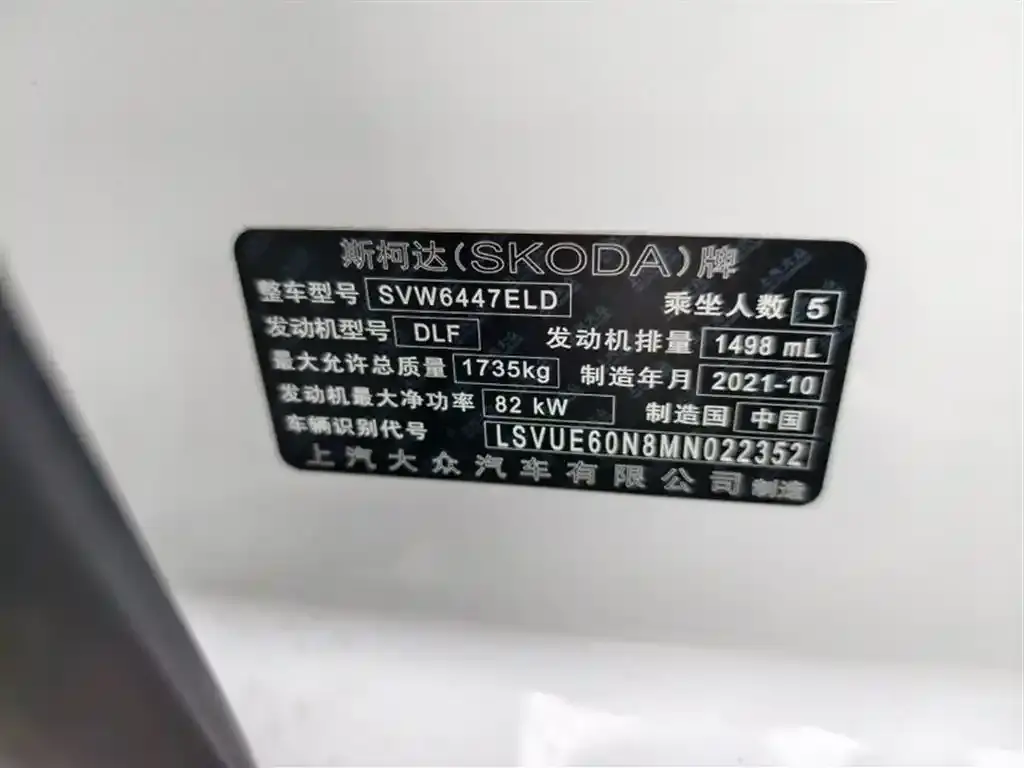 斯柯达(SKODA)牌
整车型号 SVW6447ELD 乘坐人数 5
发动机型号 DLF 发动机排量 1498 mL
最大允许总质量 1735kg 制造年月 2021-10
发动机最大净功率 82 kW 制造国 中国
车辆识别代号 LSVUE60N8MN022352
上汽大众汽车有限公司 制造